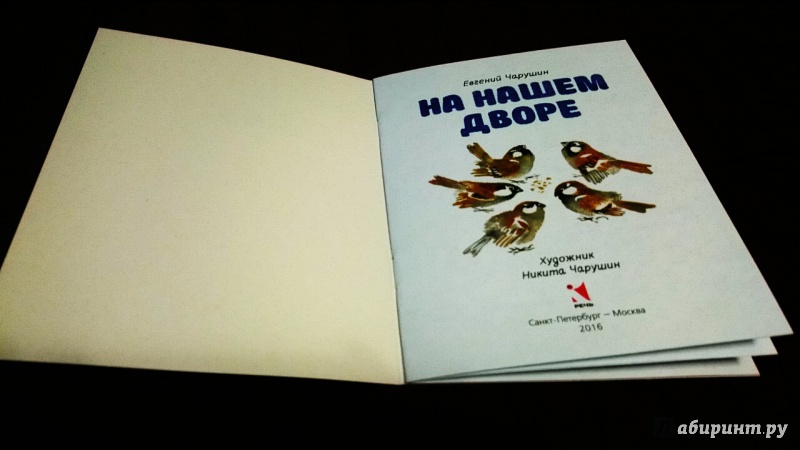 Евгений Чарушин
НА НАШЕМ
ДВОРЕ
Художник
Никита Чарушин
РЕЧЬ
Санкт-Петербург – Москва
2016
Лабиринт.ру